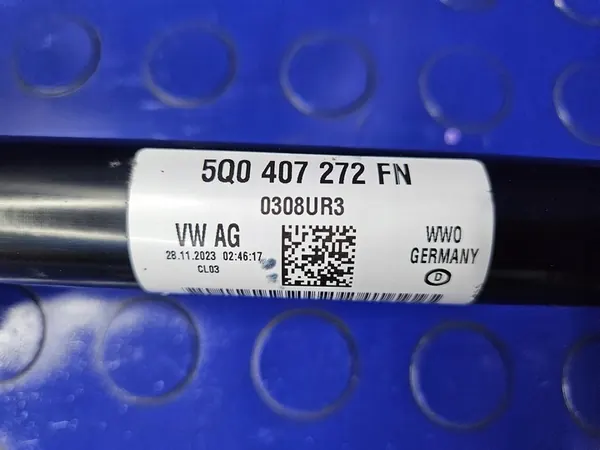 5Q0 407 272 FN
0308UR3
VW AG
28.11.2023 02:46:17
CL03
WWO
GERMANY
D